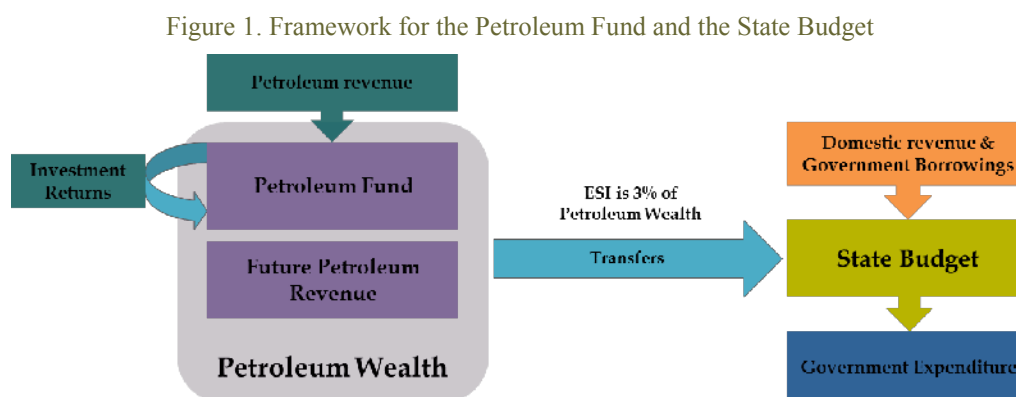 Figure 1. Framework for the Petroleum Fund and the State Budget
Petroleum revenue
Investment
Returns
Petroleum Fund
Future Petroleum
Revenue
Petroleum Wealth
ESI is 3% of
Petroleum Wealth
Transfers
Domestic revenue &
Government Borrowings
State Budget
Government Expenditure